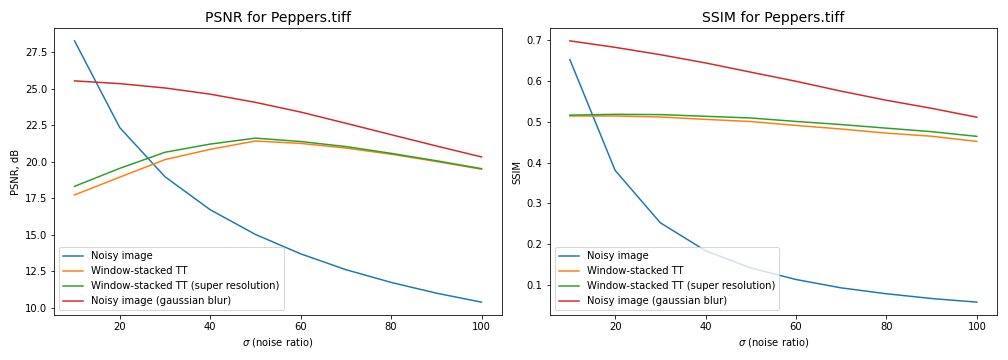 PSNR for Peppers.tiff
27.5
25.0
22.5
20.0
17.5
15.0
12.5
10.0
PSNR, dB
Noisy image
Window-stacked TT
Window-stacked TT (super resolution)
Noisy image (gaussian blur)
20 40 60 80 100
σ (noise ratio)
SSIM for Peppers.tiff
0.7
0.6
0.5
0.4
0.3
0.2
0.1
SSIM
Noisy image
Window-stacked TT
Window-stacked TT (super resolution)
Noisy image (gaussian blur)
20 40 60 80 100
σ (noise ratio)